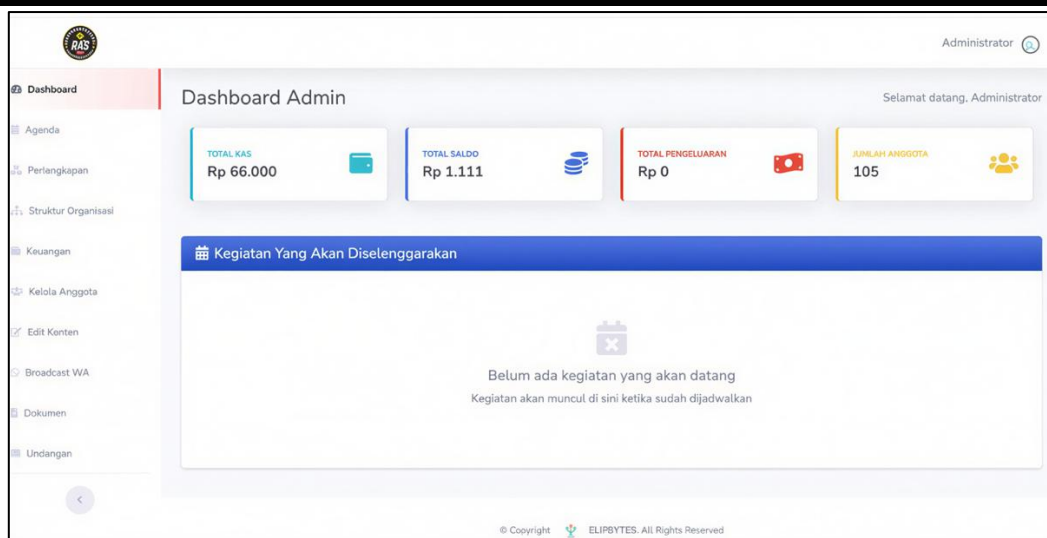 RAS
Administrator
Dashboard
Agenda
Perlangkapan
Struktur Organisasi
Keuangan
Kelola Anggota
Edit Konten
Broadcast WA
Dokumen
Undangan
Dashboard Admin
Selamat datang, Administrator
TOTAL KAS
Rp 66.000
TOTAL SALDO
Rp 1.111
TOTAL PENGELUARAN
Rp 0
JUMLAH ANGGOTA
105
Kegiatan Yang Akan Diselenggarakan
Belum ada kegiatan yang akan datang
Kegiatan akan muncul di sini ketika sudah dijadwalkan
© Copyright ELIPBYTES. All Rights Reserved